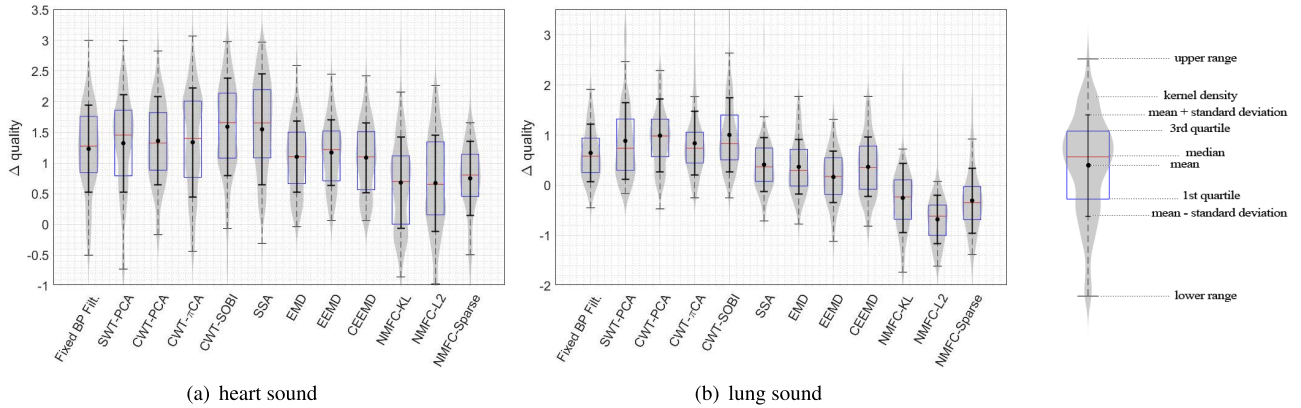 3.5
3
2.5
2
1.5
1
0.5
0
-0.5
-1
Δ quality
Fixed BP Filt.
SWT-PCA
CWT-PCA
CWT-πCA
CWT-SOBI
SSA
EMD
EEMD
CEEMD
NMFC-KL
NMFC-L2
NMFC-Sparse
(a) heart sound
3
2
1
0
-1
-2
Δ quality
Fixed BP Filt.
SWT-PCA
CWT-PCA
CWT-πCA
CWT-SOBI
SSA
EMD
EEMD
CEEMD
NMFC-KL
NMFC-L2
NMFC-Sparse
(b) lung sound
upper range
kernel density
mean + standard deviation
3rd quartile
median
mean
1st quartile
mean - standard deviation
lower range